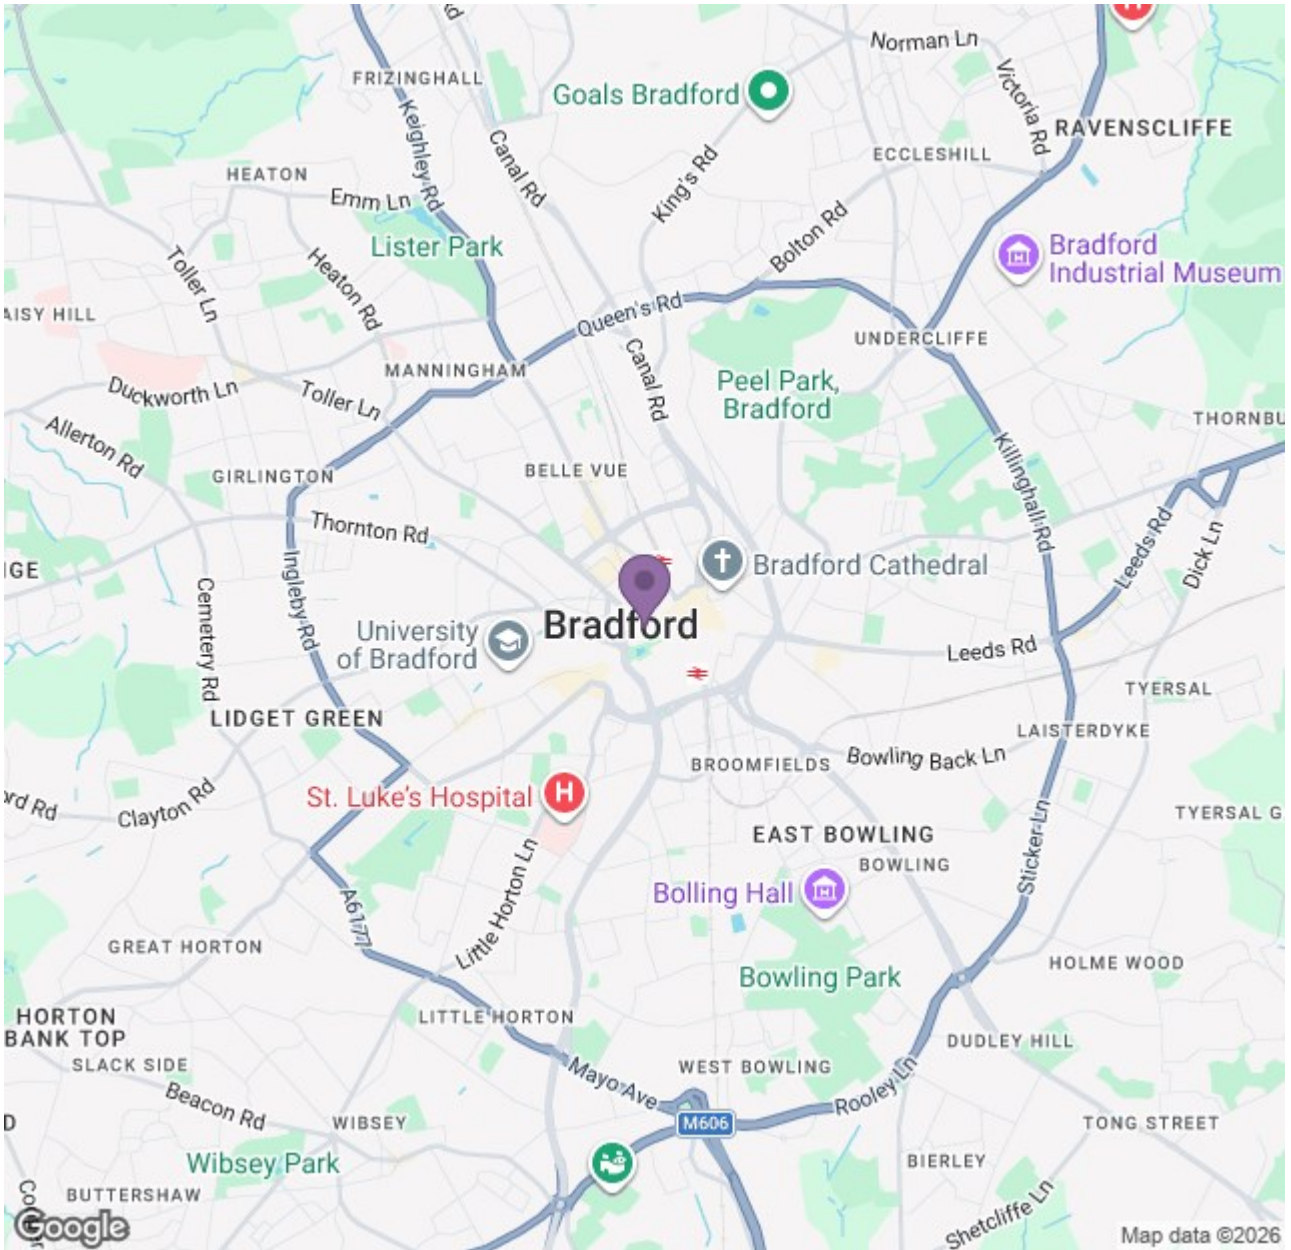 Norman Ln
FRIZINGHALL
Goals Bradford
Victoria Rd
Keighley Rd
Canal Rd
RAVENSCLIFFE
ECCLESHILL
HEATON
King's Rd
Emm Ln
Bolton Rd
Lister Park
Bradford
Industrial Museum
Toller Ln
Heaton Rd
AISY HILL
Queen's Rd
UNDERCLIFFE
Canal Rd
MANNINGHAM
Peel Park,
Bradford
Duckworth Ln
Toller Ln
THORNBU
Allerton Rd
BELLE VUE
GIRLINGTON
Killinghall Rd
Thornton Rd
Leeds Rd
Dick Ln
IGE
Bradford Cathedral
Ingleby Rd
Cemetery Rd
University
of Bradford
Bradford
Leeds Rd
TYERSAL
LIDGET GREEN
LAISTERDYKE
BROOMFIELDS
Bowling Back Ln
St. Luke's Hospital
H
ord Rd
Clayton Rd
TYERSAL G
EAST BOWLING
BOWLING
Sticker Ln
Bolling Hall
Little Horton Ln
A6177
GREAT HORTON
HOLME WOOD
Bowling Park
HORTON
BANK TOP
LITTLE HORTON
DUDLEY HILL
SLACK SIDE
WEST BOWLING
Mayo Ave
Rooley Ln
Beacon Rd
WIBSEY
M606
TONG STREET
D
Wibsey Park
BIERLEY
BUTTERSHAW
Shetcliffe Ln
Google
Map data ©2026